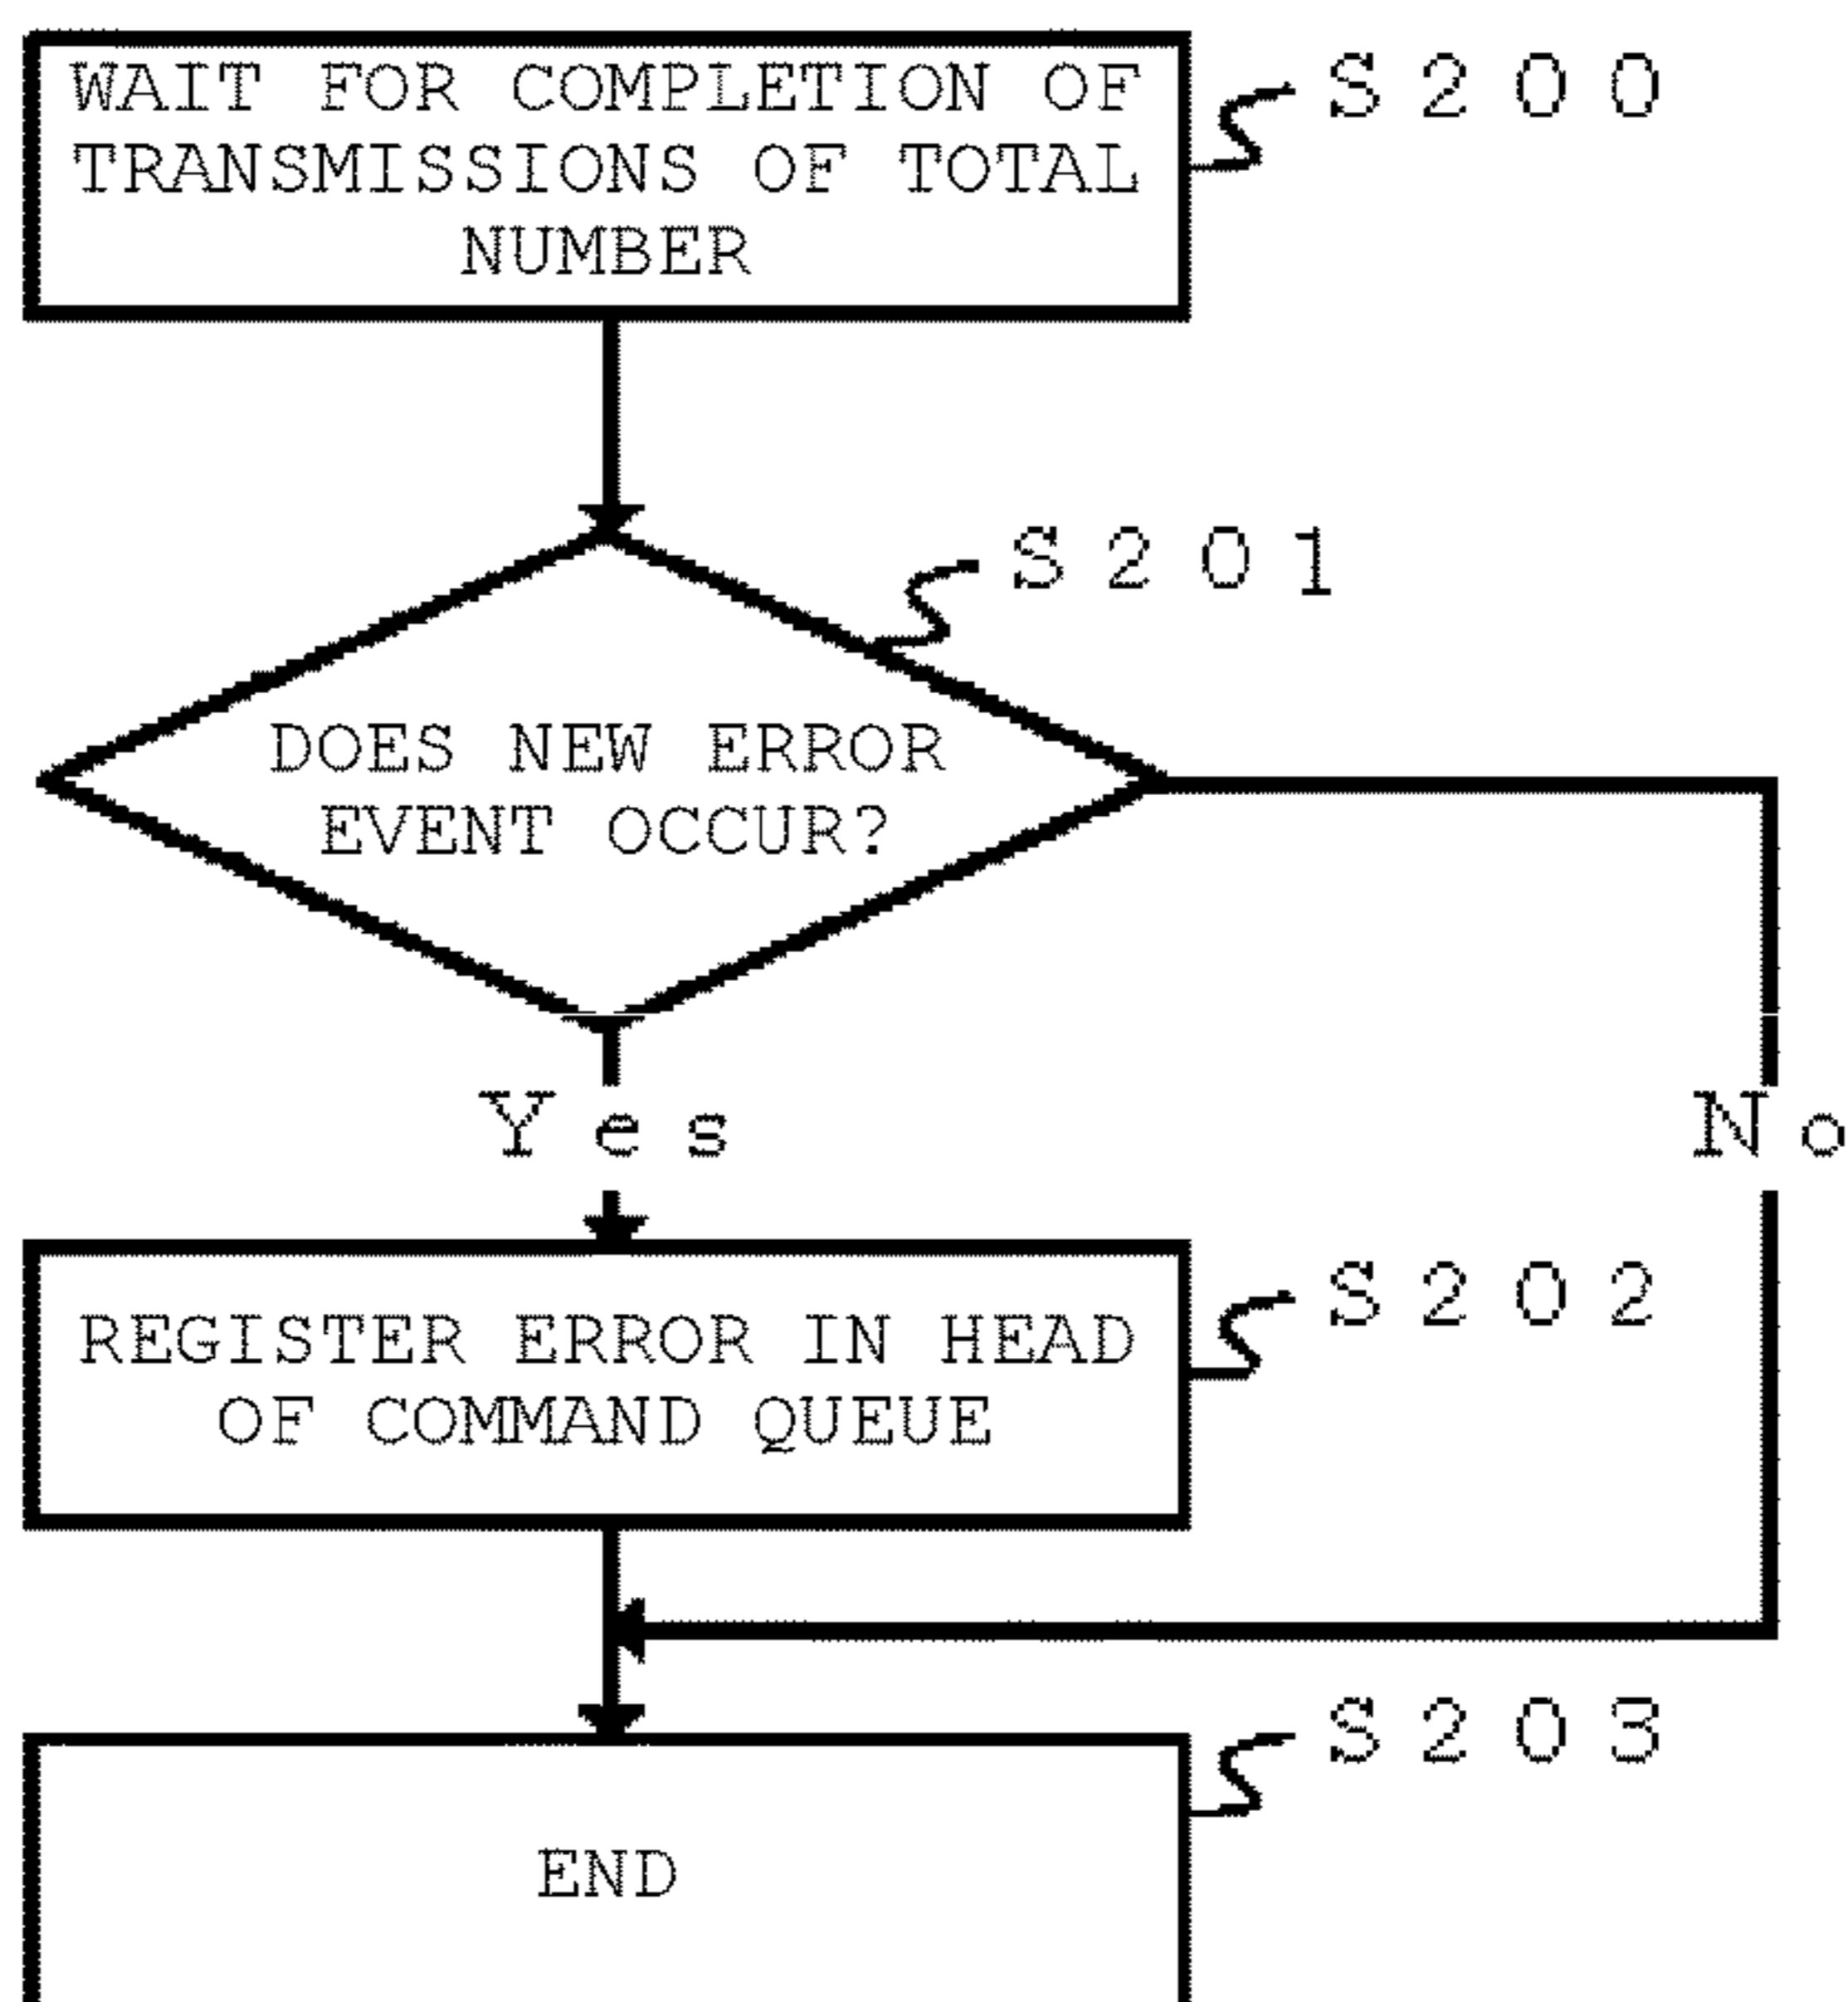 WAIT FOR COMPLETION OF
TRANSMISSIONS OF TOTAL
NUMBER
S200
S201
DOES NEW ERROR
EVENT OCCUR?
Yes
No
REGISTER ERROR IN HEAD
OF COMMAND QUEUE
S202
S203
END